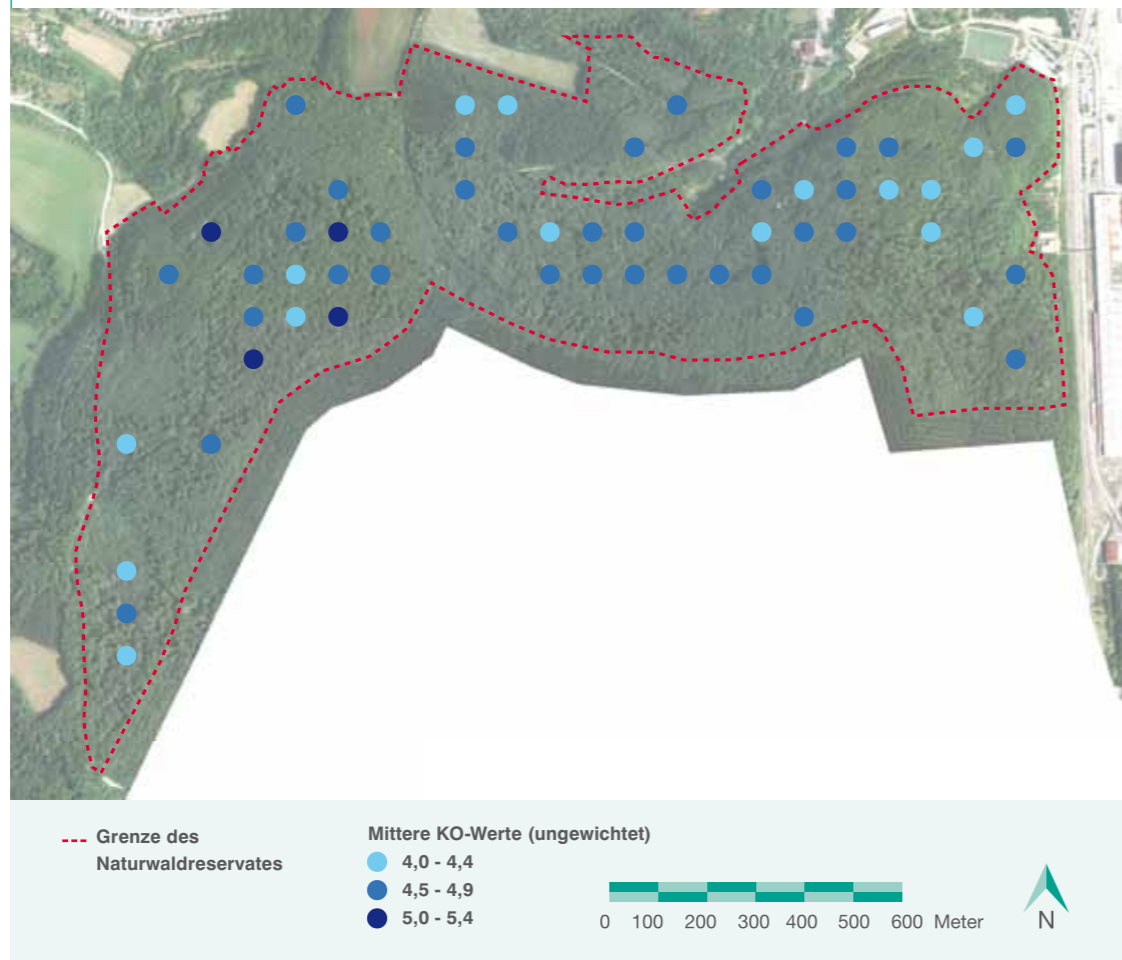 Grenze des
Naturwaldreservates
Mittere KO-Werte (ungewichtet)
4,0 - 4,4
4,5 - 4,9
5,0 - 5,4
0 100 200 300 400 500 600 Meter
N